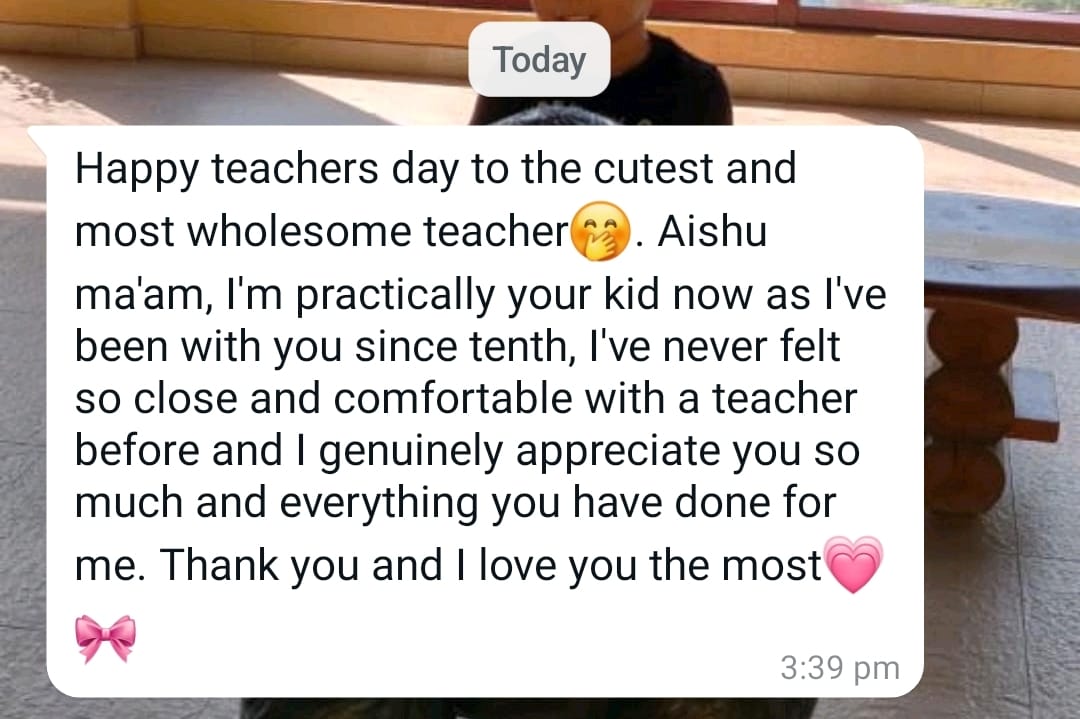 Today
Happy teachers day to the cutest and
most wholesome teacher🤭. Aishu
ma'am, I'm practically your kid now as I've
been with you since tenth, I've never felt
so close and comfortable with a teacher
before and I genuinely appreciate you so
much and everything you have done for
me. Thank you and I love you the most💗
🎀
3:39 pm